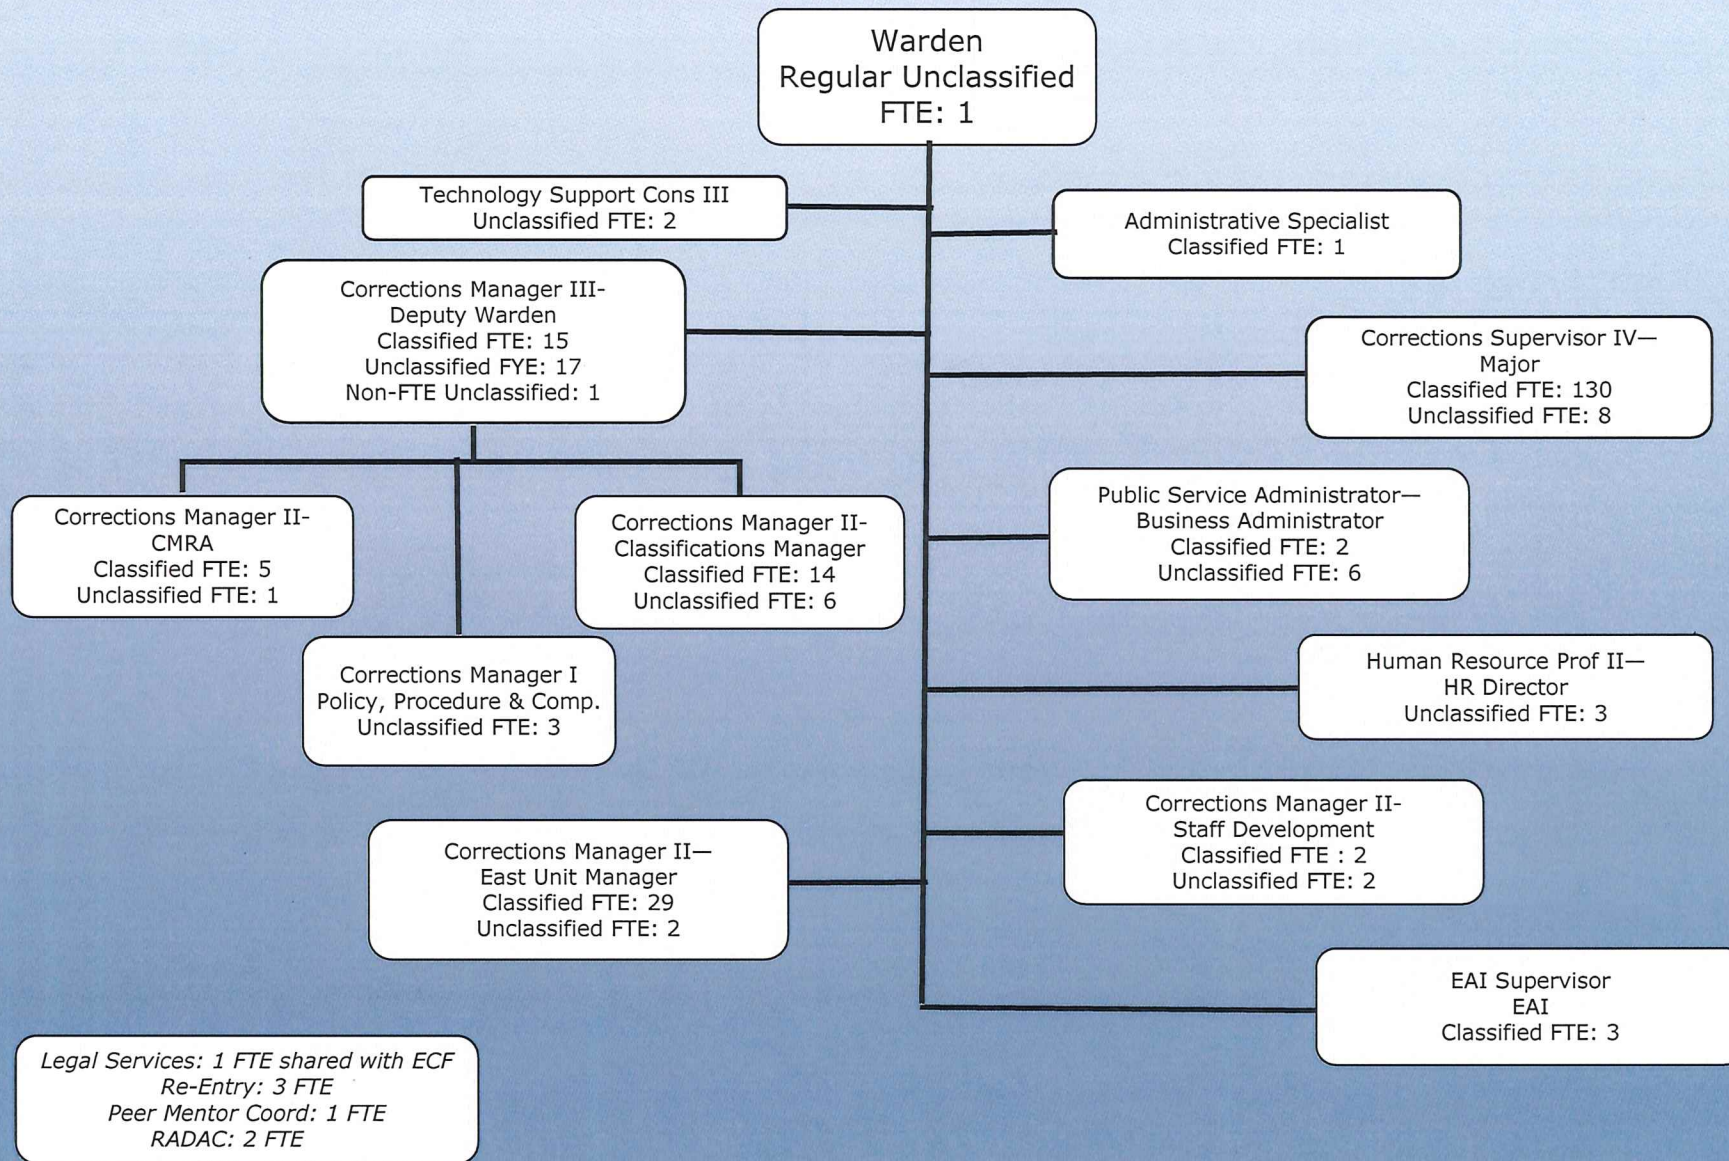 Warden
Regular Unclassified
FTE: 1
Technology Support Cons III
Unclassified FTE: 2
Administrative Specialist
Classified FTE: 1
Corrections Manager III-
Deputy Warden
Classified FTE: 15
Unclassified FYE: 17
Non-FTE Unclassified: 1
Corrections Supervisor IV—
Major
Classified FTE: 130
Unclassified FTE: 8
Corrections Manager II-
CMRA
Classified FTE: 5
Unclassified FTE: 1
Corrections Manager II-
Classifications Manager
Classified FTE: 14
Unclassified FTE: 6
Public Service Administrator—
Business Administrator
Classified FTE: 2
Unclassified FTE: 6
Corrections Manager I
Policy, Procedure & Comp.
Unclassified FTE: 3
Human Resource Prof II—
HR Director
Unclassified FTE: 3
Corrections Manager II-
Staff Development
Classified FTE : 2
Unclassified FTE: 2
Corrections Manager II—
East Unit Manager
Classified FTE: 29
Unclassified FTE: 2
EAI Supervisor
EAI
Classified FTE: 3
Legal Services: 1 FTE shared with ECF
Re-Entry: 3 FTE
Peer Mentor Coord: 1 FTE
RADAC: 2 FTE